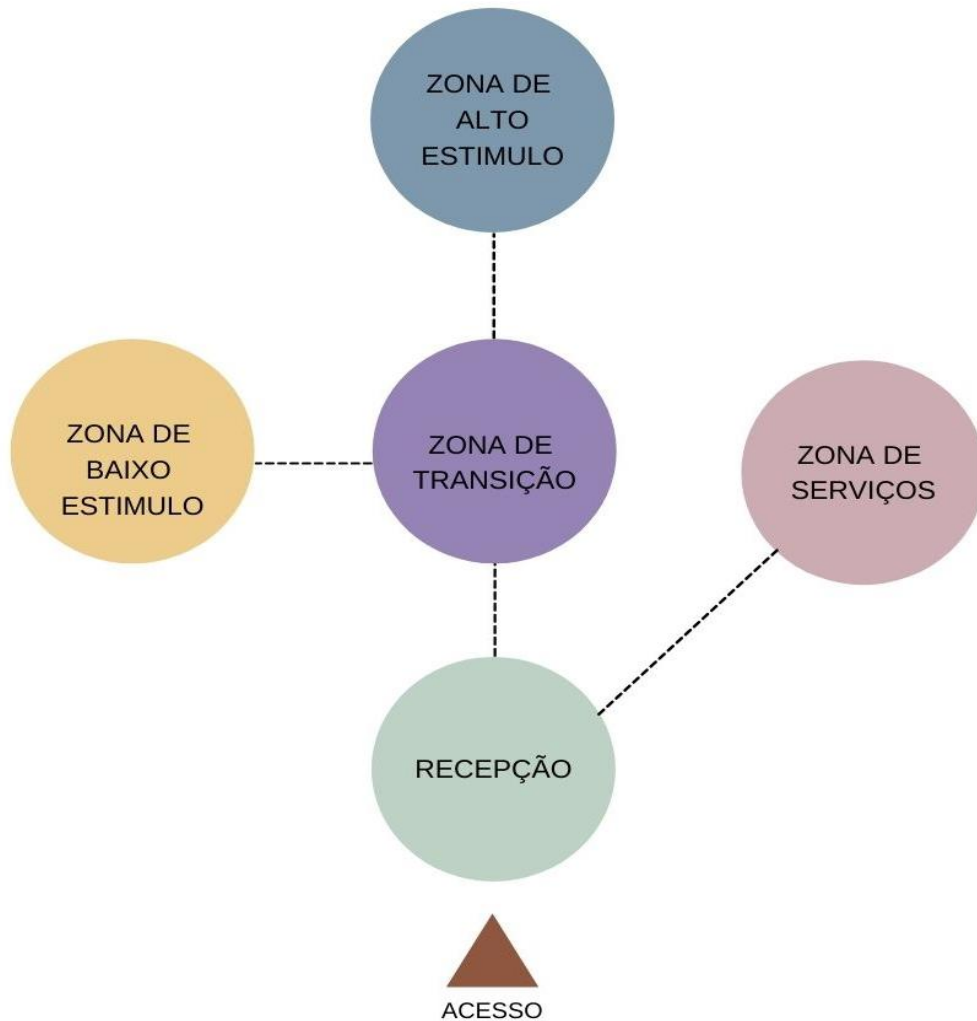 ZONA DE
ALTO
ESTIMULO
ZONA DE
BAIXO
ESTIMULO
ZONA DE
TRANSIÇÃO
ZONA DE
SERVIÇOS
RECEPÇÃO
ACESSO